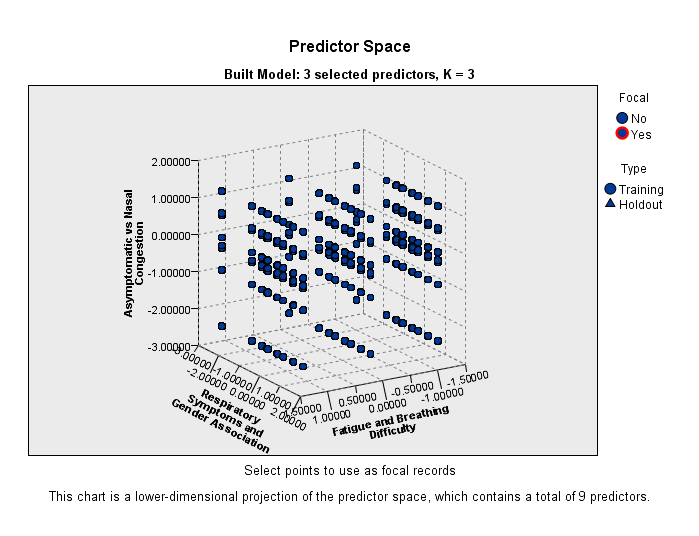 Predictor Space
Built Model: 3 selected predictors, K = 3
Focal
No
Yes
Type
Training
Holdout
Asymptomatic vs Nasal
Congestion
2.00000
1.00000
0.00000
-1.00000
-2.00000
-3.00000
-2.00000
-1.00000
0.00000
1.00000
2.00000
Respiratory
Symptoms and
Gender Association
1.00000
0.50000
0.00000
-0.50000
-1.00000
-1.50000
Fatigue and Breathing
Difficulty
Select points to use as focal records
This chart is a lower-dimensional projection of the predictor space, which contains a total of 9 predictors.